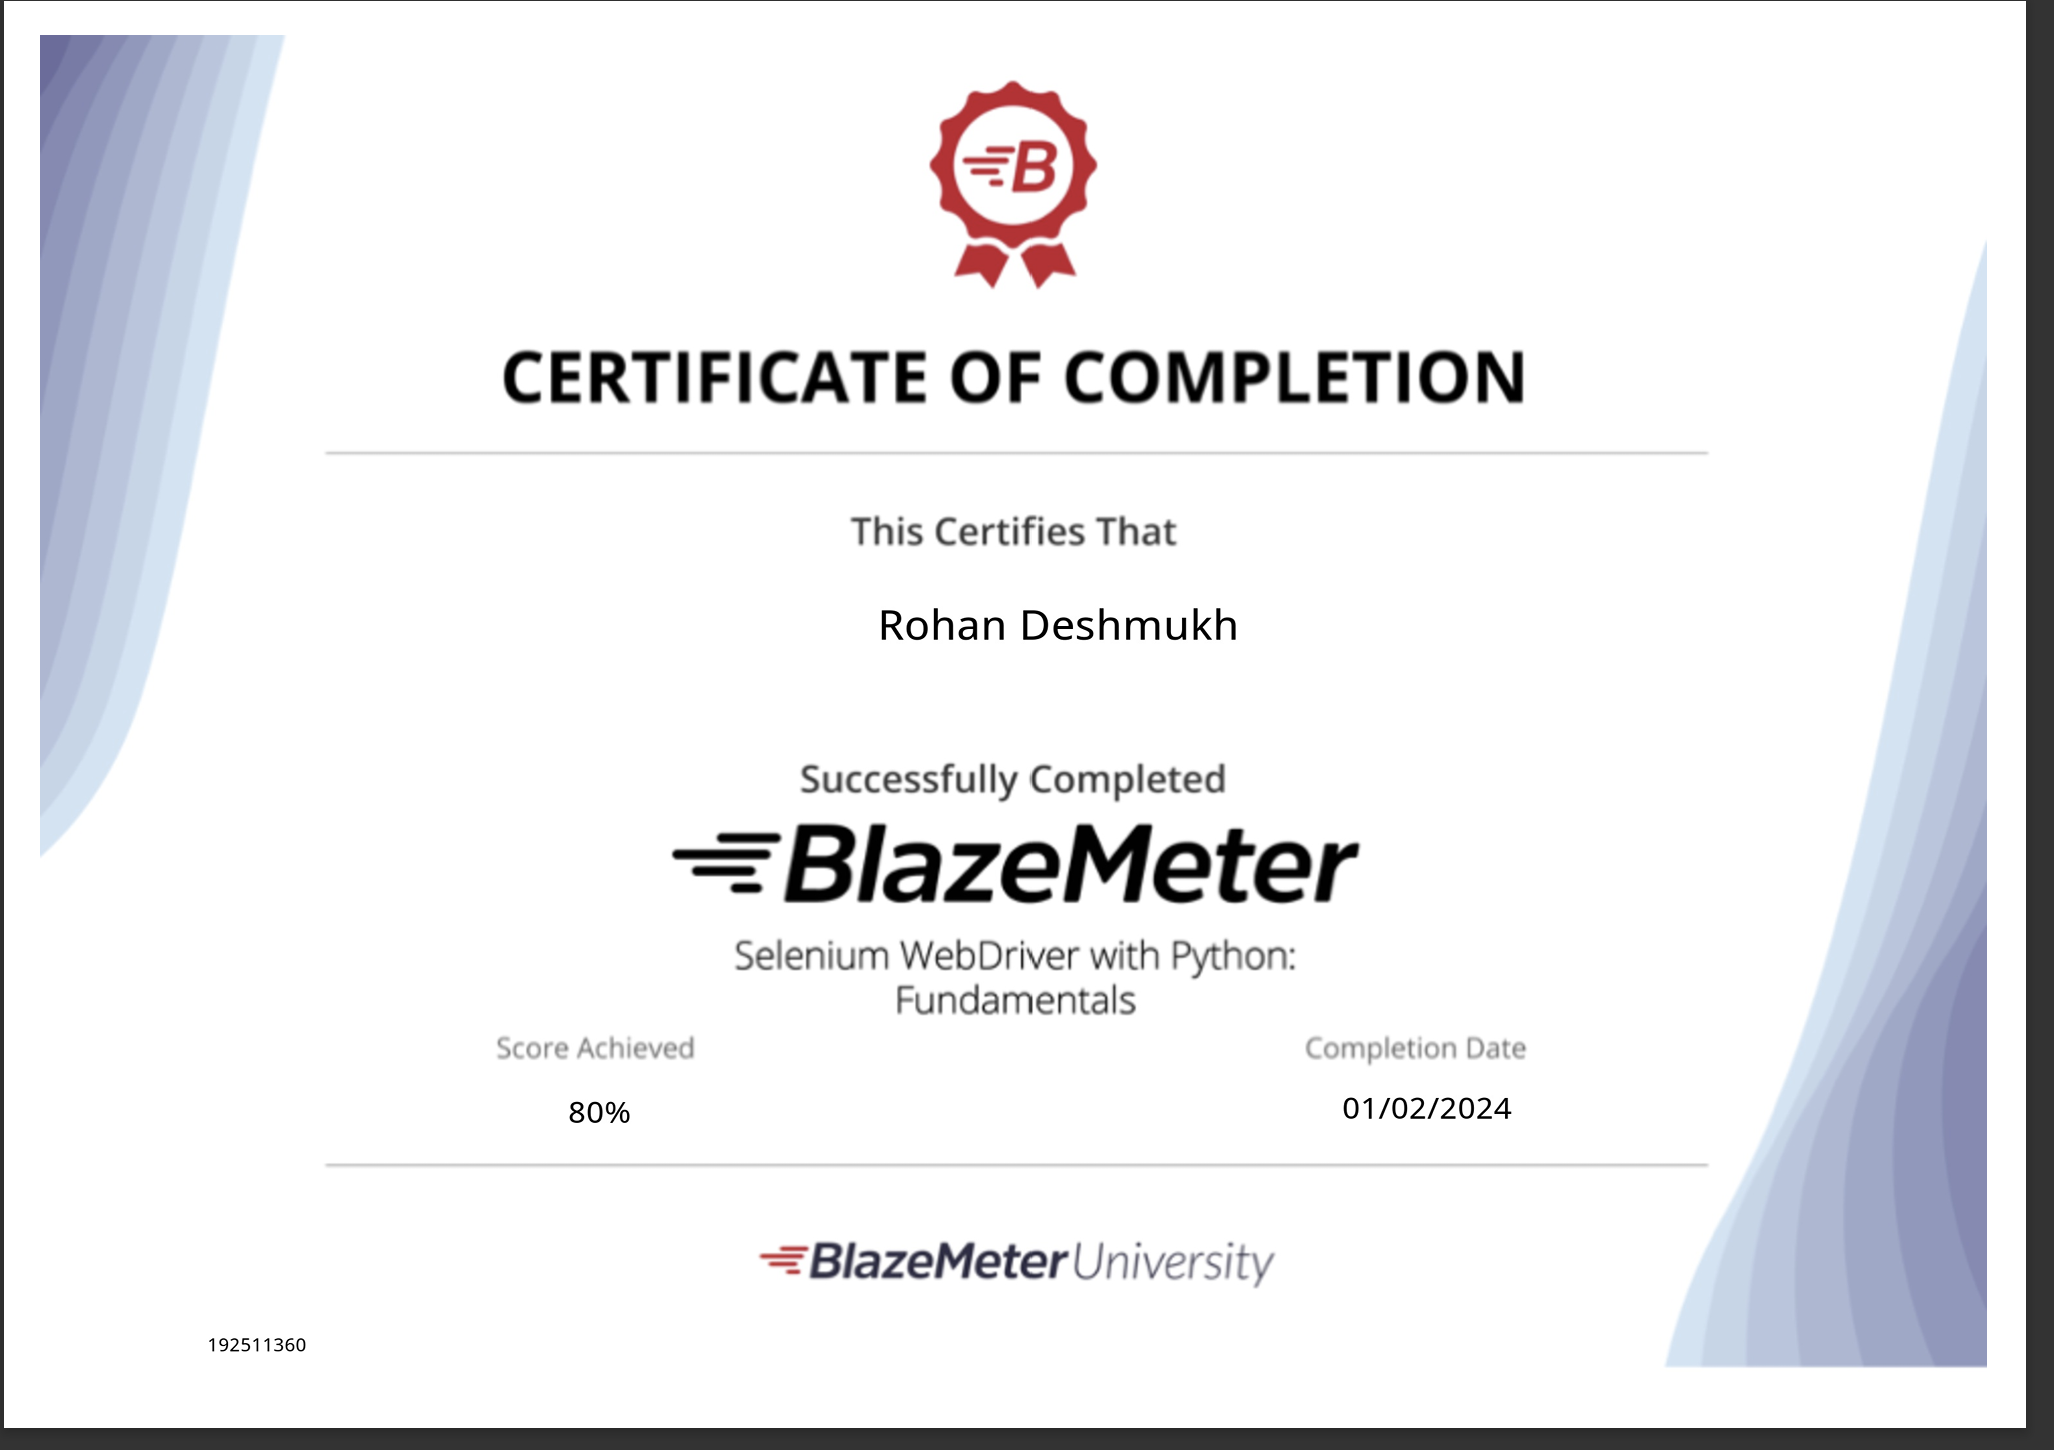 B
CERTIFICATE OF COMPLETION
This Certifies That
Rohan Deshmukh
Successfully Completed
BlazeMeter
Selenium WebDriver with Python:
Fundamentals
Score Achieved
Completion Date
80%
01/02/2024
BlazeMeter University
192511360